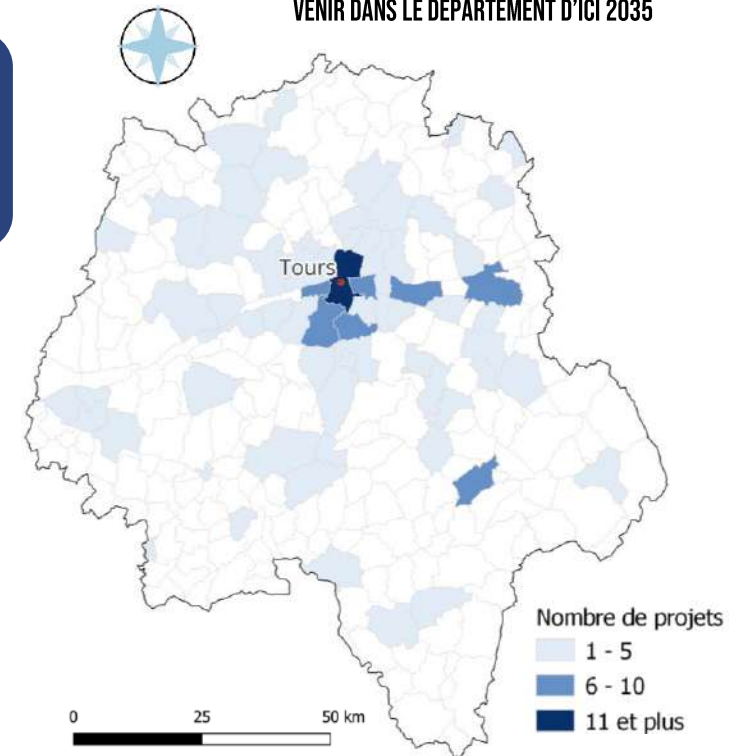 VENIR DANS LE DÉPARTEMENT D'ICI 2035
Tours
Nombre de projets
1 - 5
6 - 10
11 et plus
0 25 50 km